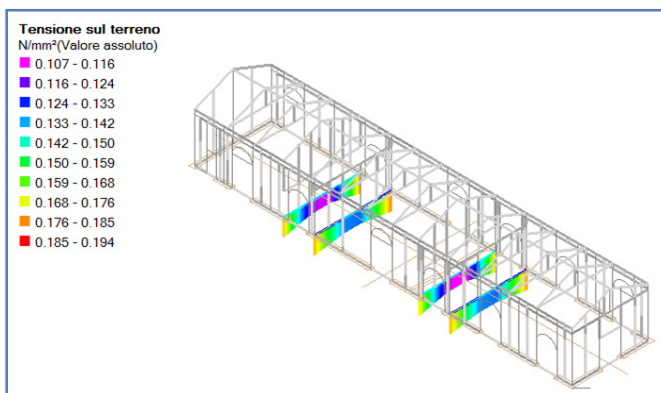 Tensione sul terreno
N/mm²(Valore assoluto)
0.107 - 0.116
0.116 - 0.124
0.124 - 0.133
0.133 - 0.142
0.142 - 0.150
0.150 - 0.159
0.159 - 0.168
0.168 - 0.176
0.176 - 0.185
0.185 - 0.194